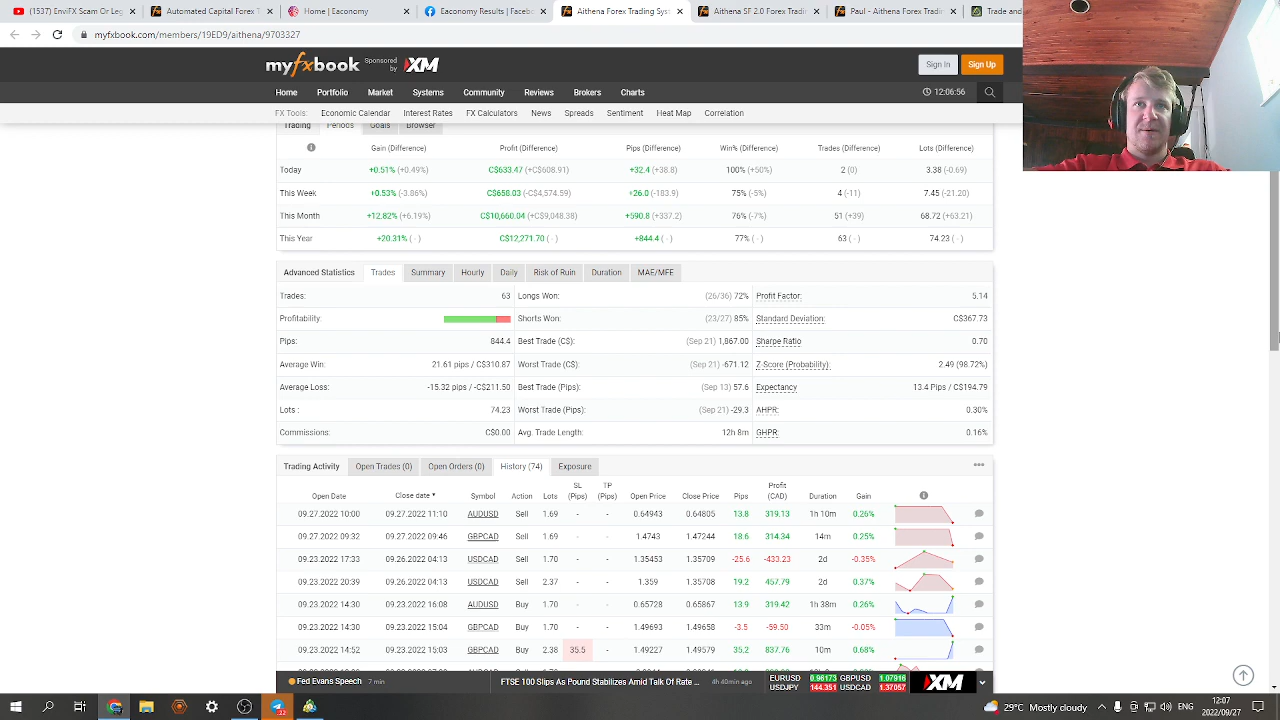 (1537) EnviFX Scam Or Leg
Automated Capital Forex T
Home | Eaconomy
Eaconomy Results | Faceb
Aithena Forex Trading Sys
Aithena SF 2.0 Forex Tradin
Paul - Aithena Forex Tradi
Trade and
myfxbook.com/members/19ED9/aithena/9703327
myfxbook Sponsored by XM
Sign In
Sign Up
Home Portfolio Market Systems Community Reviews Brokers Charts
12:06:56
FX Tools: Economic Calendar Interest Rates FX Calculators News Spreads Sentiment Heat Map Correlation
Trading Periods Goals Browser
Gain (Difference) Profit (Difference) Pips (Difference) Win% (Difference) Trades (Difference) Lots (Difference)
Today +0.51% (+0.49%) C$633.47 (+C$608.91) +32.4 (+38.8) 100% (+50%) 2 (0) 3.38 (-0.69)
This Week +0.53% (-3.06%) C$658.03 (-C$4,574.59) +26.0 (-183.9) 75% (-5%) 4 (-11) 7.45 (-21.20)
This Month +12.82% (+6.19%) C$10,660.04 (+C$9,048.38) +590.8 (+337.2) 76% (-7%) 51 (+39) 68.72 (+63.21)
This Year +20.31% ( - ) C$12,271.70 ( - ) +844.4 ( - ) 77% ( - ) 63 ( - ) 74.23 ( - )
Advanced Statistics Trades Summary Hourly Daily Risk of Ruin Duration MAE/MFE
Trades: 63 Longs Won: (26/36) 72% Profit Factor: 5.14
Profitability: Shorts Won: (23/27) 85% Standard Deviation: C$367.73
Pips: 844.4 Best Trade (C$): (Sep 21) 1,867.00 Sharpe Ratio 0.70
Average Win: 21.61 pips / C$310.87 Worst Trade (C$): (Sep 21) -671.12 Z-Score (Probability): 2.49 (98.72%)
Average Loss: -15.32 pips / -C$211.50 Best Trade (Pips): (Sep 13) 57.6 Expectancy 13.4 Pips / C$194.79
Lots : 74.23 Worst Trade (Pips): (Sep 21) -29.3 AHPR: 0.30%
Commissions: C$0.00 Avg. Trade Length: 12h 8m GHPR: 0.16%
Trading Activity Open Trades (0) Open Orders (0) History (74) Exposure
Open Date Close date Symbol Action Lots SL (Pips) TP (Pips) Open Price Close Price Pips Profit (CAD) Duration Gain
09.27.2022 10:00 09.27.2022 11:10 AUDUSD Sell 1.69 - - 0.64943 0.64805 13.8 319.13 1h 10m 0.26%
09.27.2022 09:32 09.27.2022 09:46 GBPCAD Sell 1.69 - - 1.4743 1.47244 18.6 314.34 14m 0.25%
09.23.2022 17:33 09.26.2022 04:13 USDCAD Sell 1.70 - - 1.35453 1.35709 -25.6 -433.23 2d -0.35%
09.23.2022 20:39 09.26.2022 04:13 USDCAD Sell 2.37 - - 1.359 1.35708 19.2 457.79 2d 0.37%
09.23.2022 14:30 09.23.2022 16:08 AUDUSD Buy 1.70 - - 0.65728 0.65867 13.9 319.42 1h 38m 0.26%
09.23.2022 14:30 09.23.2022 15:04 GBPCAD Buy 1.70 - - 1.49693 1.49658 -3.5 -59.50 33m -0.05%
09.23.2022 14:52 09.23.2022 15:03 GBPCAD Buy 2.38 35.5 - 1.49227 1.49579 35.2 837.76 10m 0.68%
Fed Evans Speech 7 min
FTSE 100 Slips As Pound Stabilizes Amid Talk Of Rate ... 4h 40min ago
EURUSD 0.96173 GBPUSD 1.07916
USDJPY 144.351 USDCAD 1.37057
XM
22
25°C Mostly sunny
ENG
12:07
2022/09/27